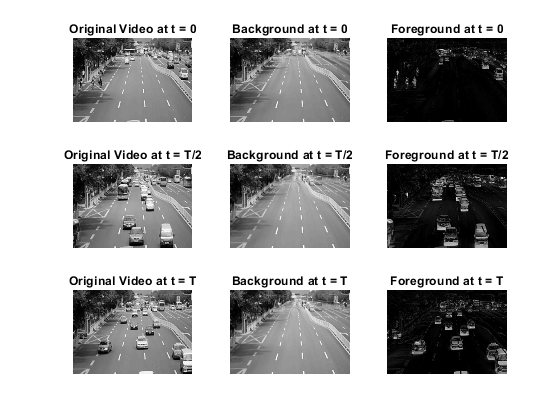 Original Video at t = 0
Background at t = 0
Foreground at t = 0
Original Video at t = T/2
Background at t = T/2
Foreground at t = T/2
Original Video at t = T
Background at t = T
Foreground at t = T